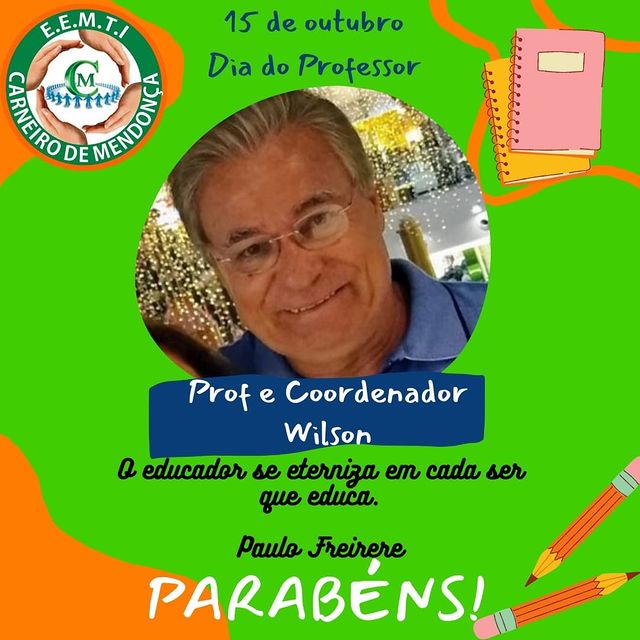 E.E.M.T.I
CARNEIRO DE MENDONÇA
CM
15 de outubro
Dia do Professor
Prof e Coordenador
Wilson
O educador se eterniza em cada ser
que educa.
Paulo Freirere
PARABÉNS!